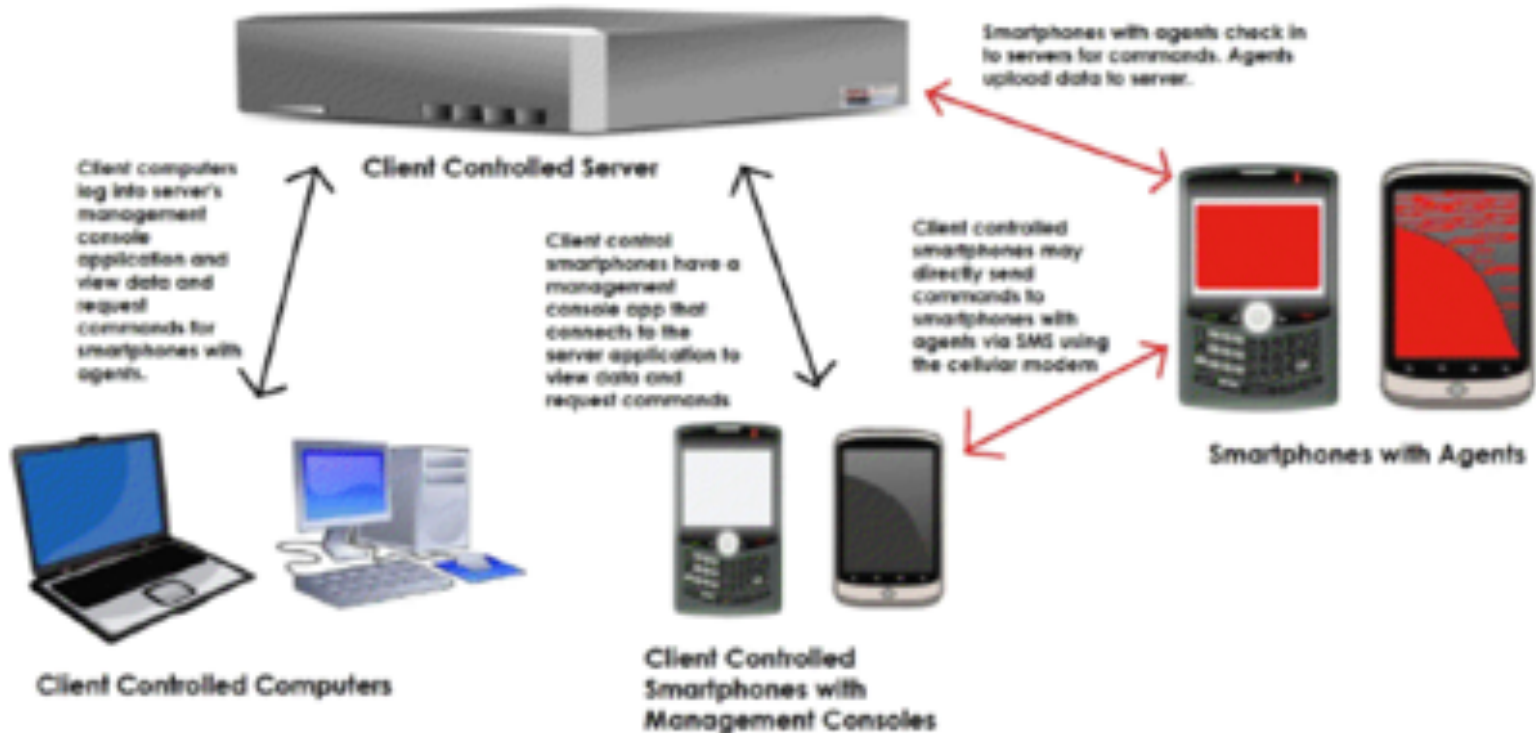 Smartphones with agents check in
to servers for commands. Agents
upload data to server.
Client Controlled Server
Client computers
log into server's
management
console
application and
view data and
request
commands for
smartphones with
agents.
Client control
smartphones have a
management
console app that
connects to the
server application to
view data and
request commands
Client controlled
smartphones may
directly send
commands to
smartphones with
agents via SMS using
the cellular modem
Smartphones with Agents
Client Controlled Computers
Client Controlled
Smartphones with
Management Consoles